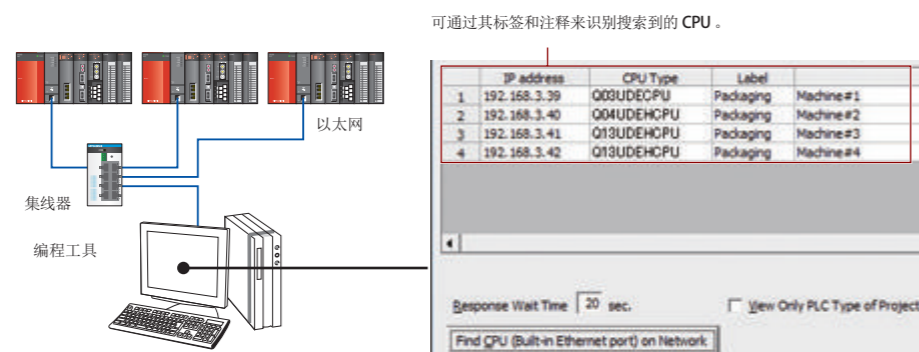 可通过其标签和注释来识别搜索到的 CPU 。
IP address CPU Type Label
1 192.168.3.39 Q03UDECPU Packaging Machine#1
2 192.168.3.40 Q04UDEHCPU Packaging Machine#2
3 192.168.3.41 Q13UDEHCPU Packaging Machine#3
4 192.168.3.42 Q13UDEHCPU Packaging Machine#4
以太网
集线器
编程工具
Response Wait Time 20 sec.
View Only PLC Type of Project
Find CPU (Built-in Ethernet port) on Network